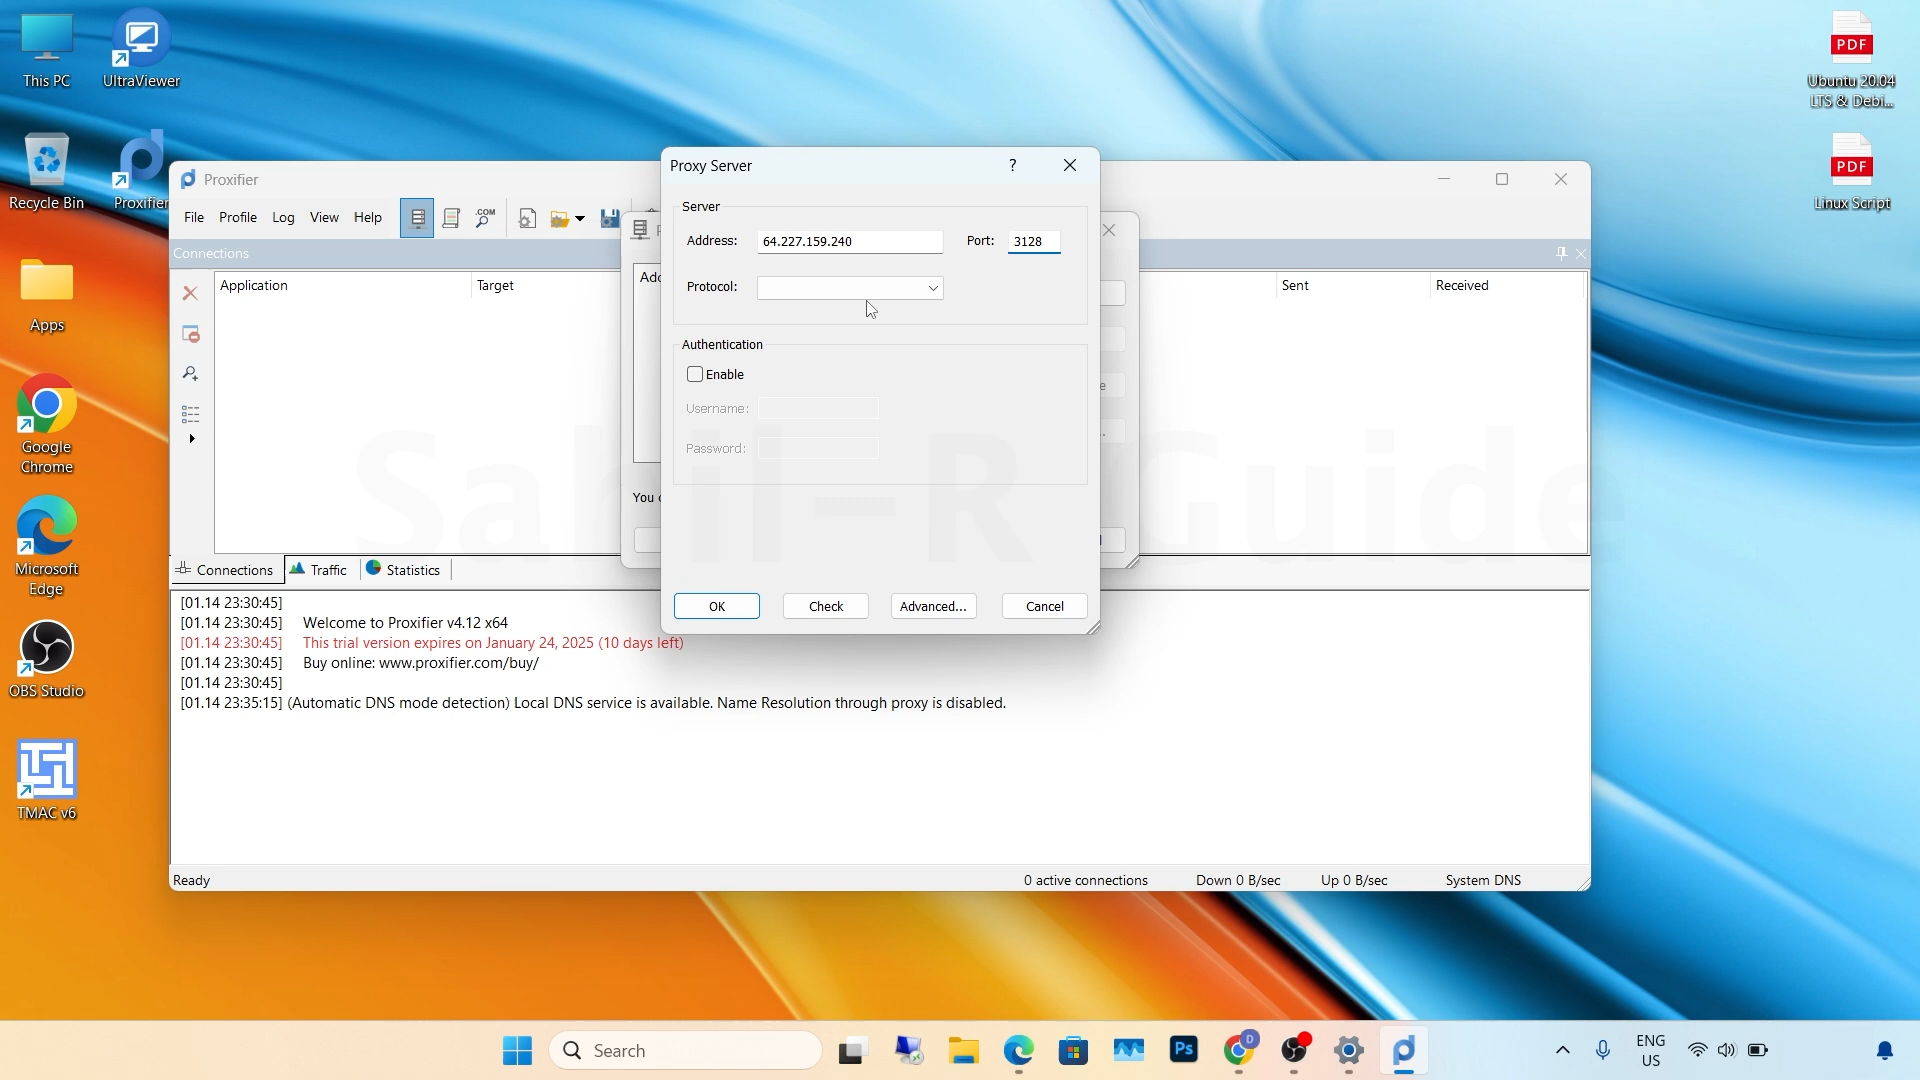 This PC
UltraViewer
Recycle Bin
Proxifier
Apps
Google
Chrome
Microsoft
Edge
OBS Studio
TMAC v6
PDF
Ubuntu 20.04
LTS & Debi...
PDF
Linux Script
Proxifier
File Profile Log View Help
.COM
Connections
Application Target Sent Received
Proxy Server
?
Server
Address: 64.227.159.240 Port: 3128
Protocol:
Authentication
Enable
Username:
Password:
OK Check Advanced... Cancel
You
Sahil-R Guide
Connections Traffic Statistics
[01.14 23:30:45]
[01.14 23:30:45] Welcome to Proxifier v4.12 x64
[01.14 23:30:45] This trial version expires on January 24, 2025 (10 days left)
[01.14 23:30:45] Buy online: www.proxifier.com/buy/
[01.14 23:30:45]
[01.14 23:35:15] (Automatic DNS mode detection) Local DNS service is available. Name Resolution through proxy is disabled.
Ready 0 active connections Down 0 B/sec Up 0 B/sec System DNS
Search
Ps
D
ENG
US